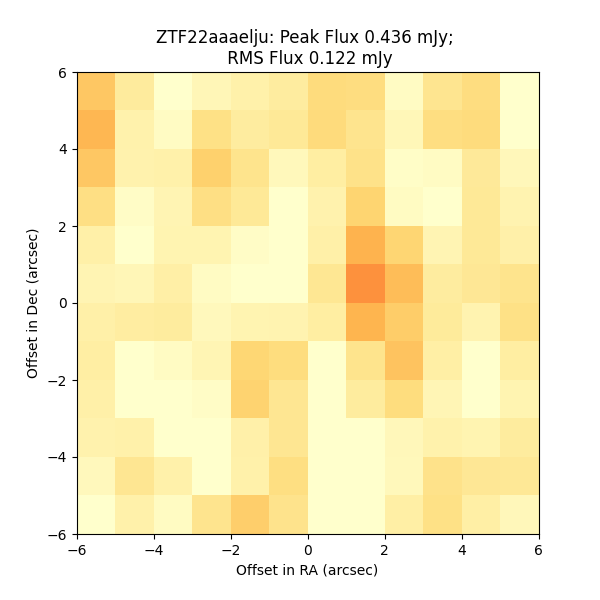 ZTF22aaaelju: Peak Flux 0.436 mJy;
RMS Flux 0.122 mJy
6
4
2
0
−2
−4
−6
Offset in Dec (arcsec)
−6 −4 −2 0 2 4 6
Offset in RA (arcsec)